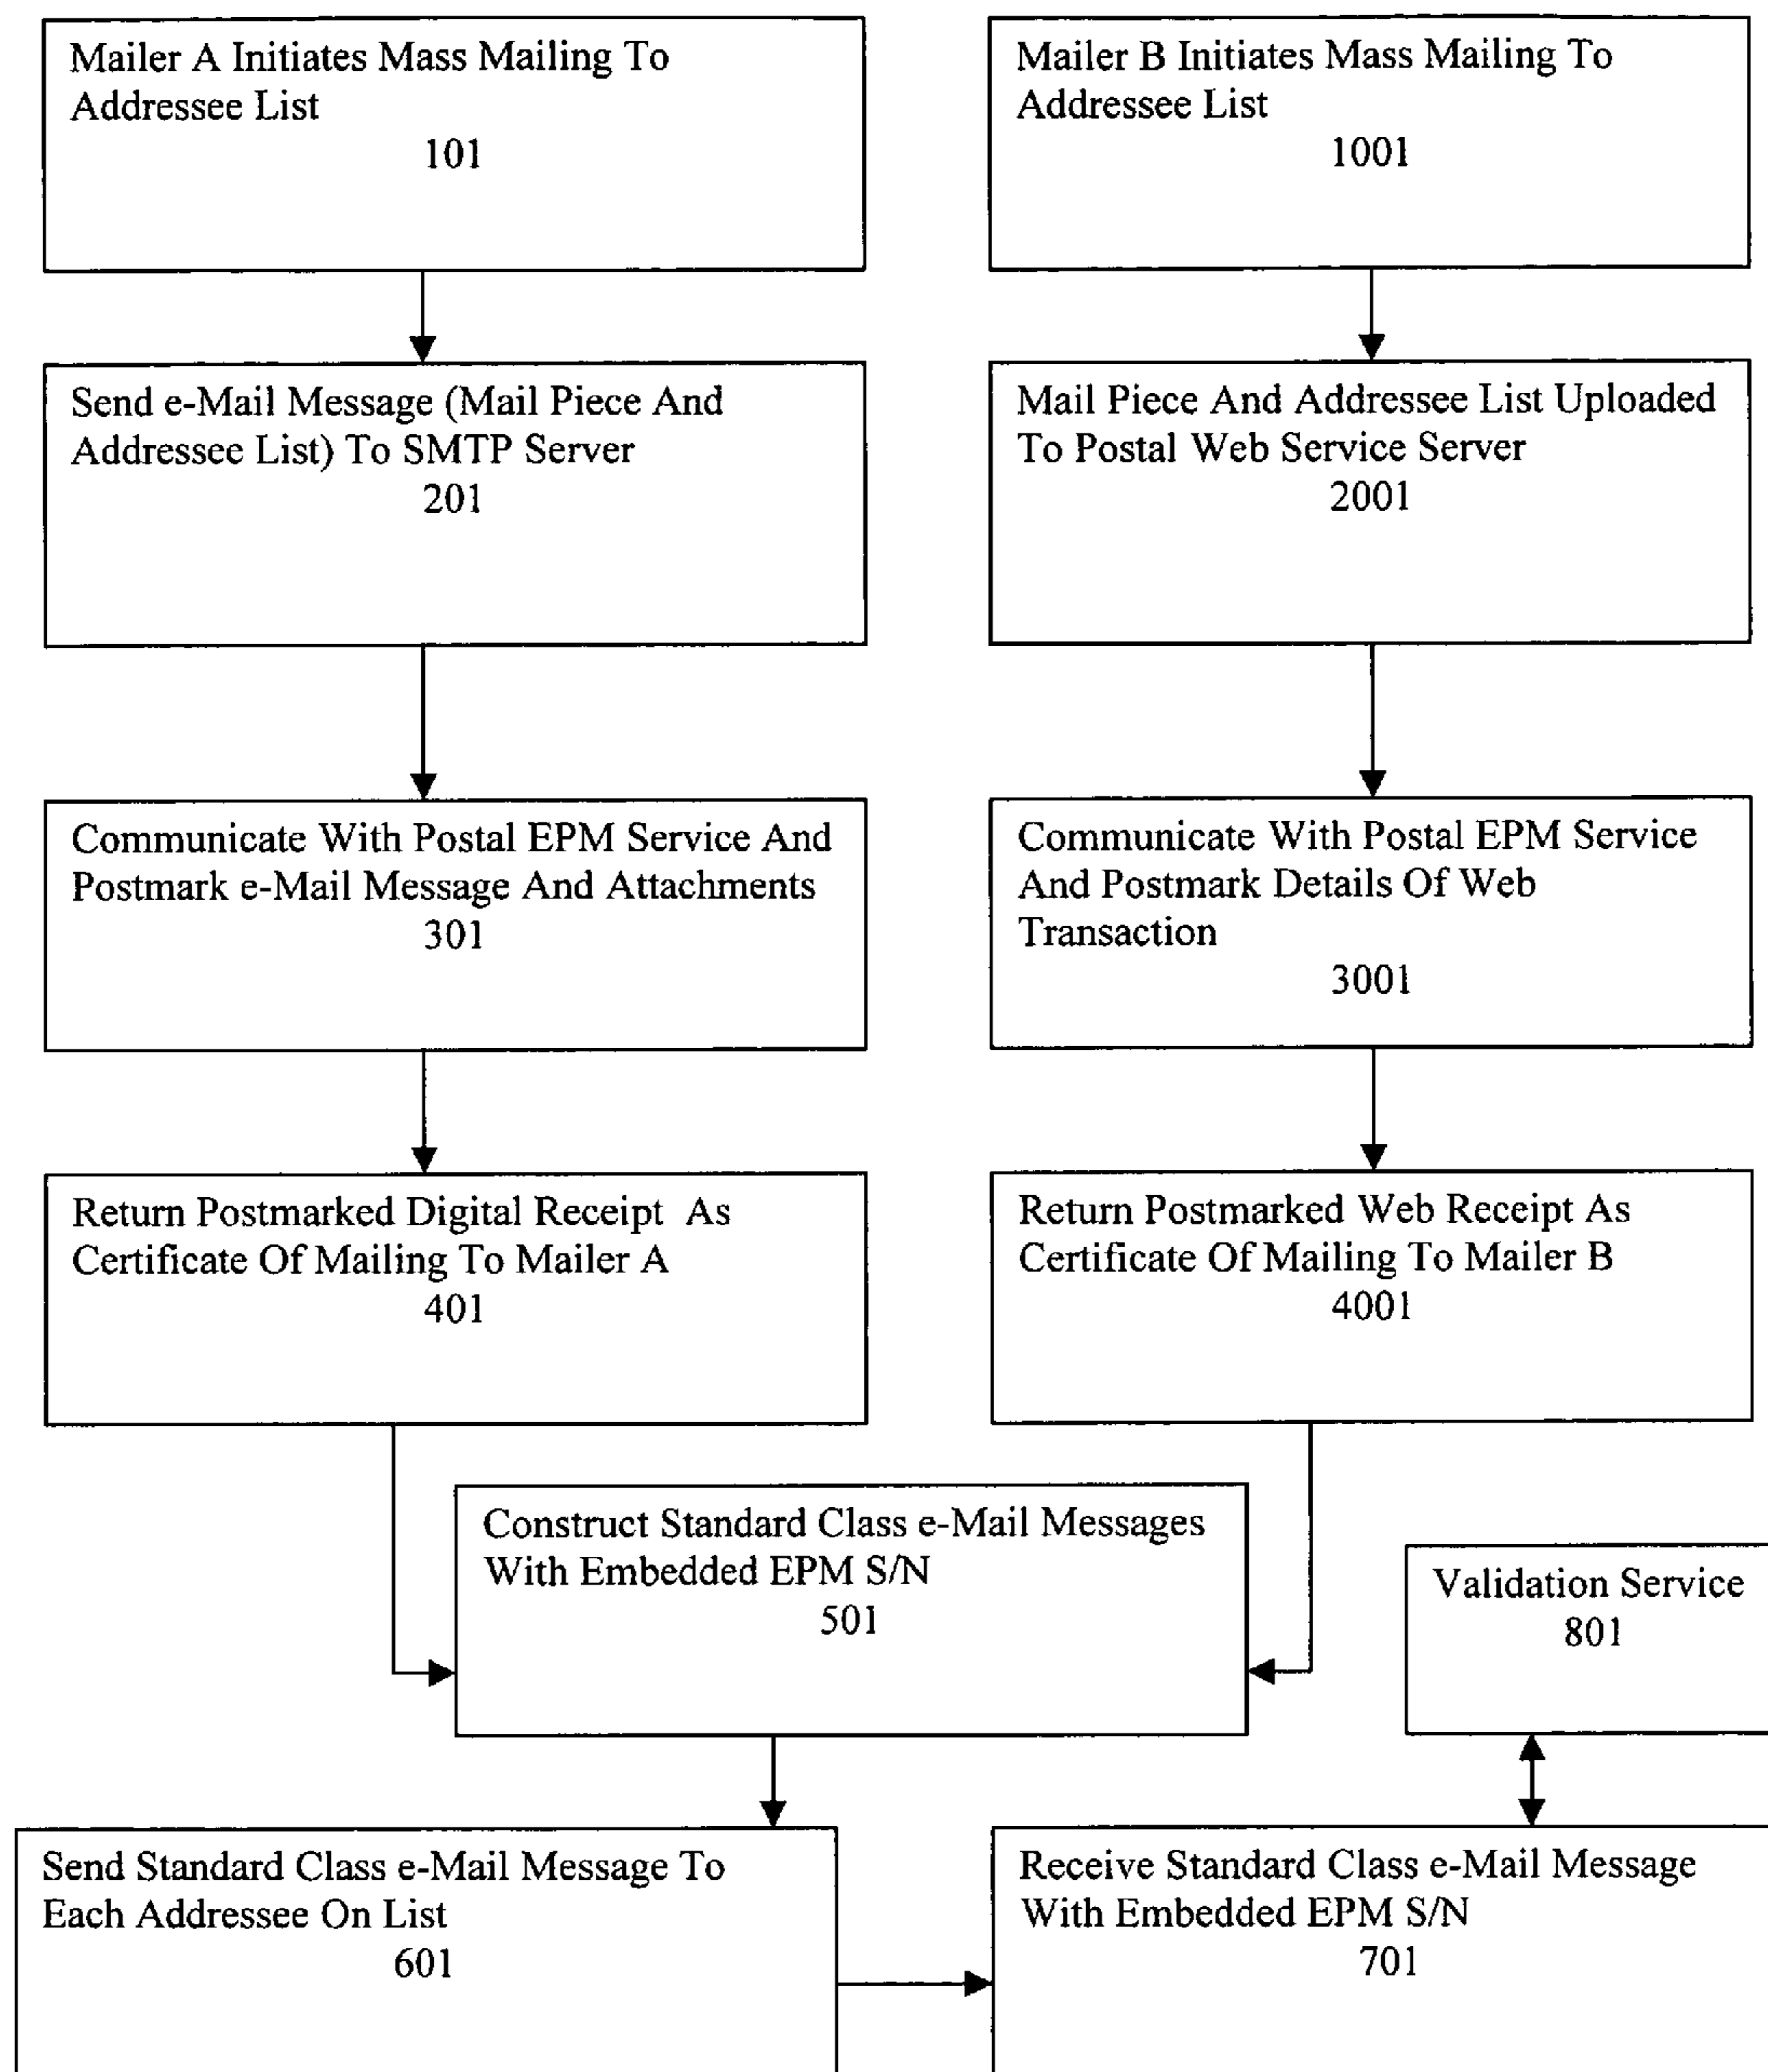 Mailer A Initiates Mass Mailing To
Addressee List
101
Mailer B Initiates Mass Mailing To
Addressee List
1001
Send e-Mail Message (Mail Piece And
Addressee List) To SMTP Server
201
Mail Piece And Addressee List Uploaded
To Postal Web Service Server
2001
Communicate With Postal EPM Service And
Postmark e-Mail Message And Attachments
301
Communicate With Postal EPM Service
And Postmark Details Of Web
Transaction
3001
Return Postmarked Digital Receipt As
Certificate Of Mailing To Mailer A
401
Return Postmarked Web Receipt As
Certificate Of Mailing To Mailer B
4001
Construct Standard Class e-Mail Messages
With Embedded EPM S/N
501
Validation Service
801
Send Standard Class e-Mail Message To
Each Addressee On List
601
Receive Standard Class e-Mail Message
With Embedded EPM S/N
701